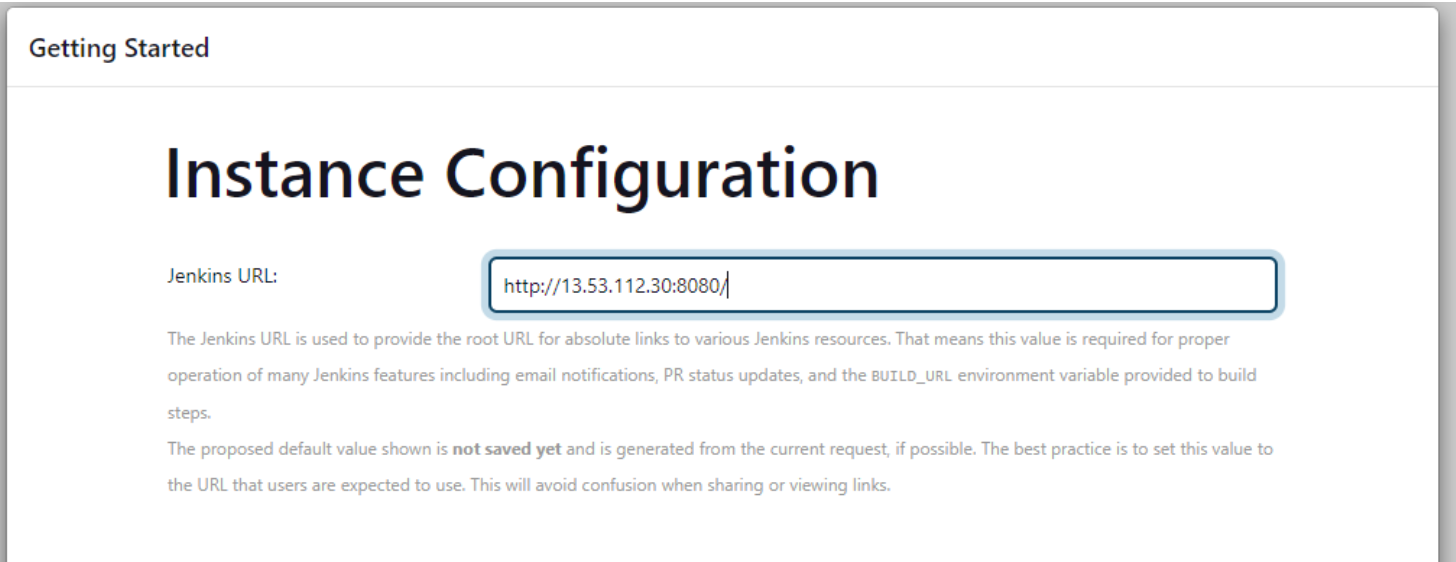 Getting Started
Instance Configuration
Jenkins URL:
http://13.53.112.30:8080/
The Jenkins URL is used to provide the root URL for absolute links to various Jenkins resources. That means this value is required for proper
operation of many Jenkins features including email notifications, PR status updates, and the BUILD_URL environment variable provided to build
steps.
The proposed default value shown is not saved yet and is generated from the current request, if possible. The best practice is to set this value to
the URL that users are expected to use. This will avoid confusion when sharing or viewing links.